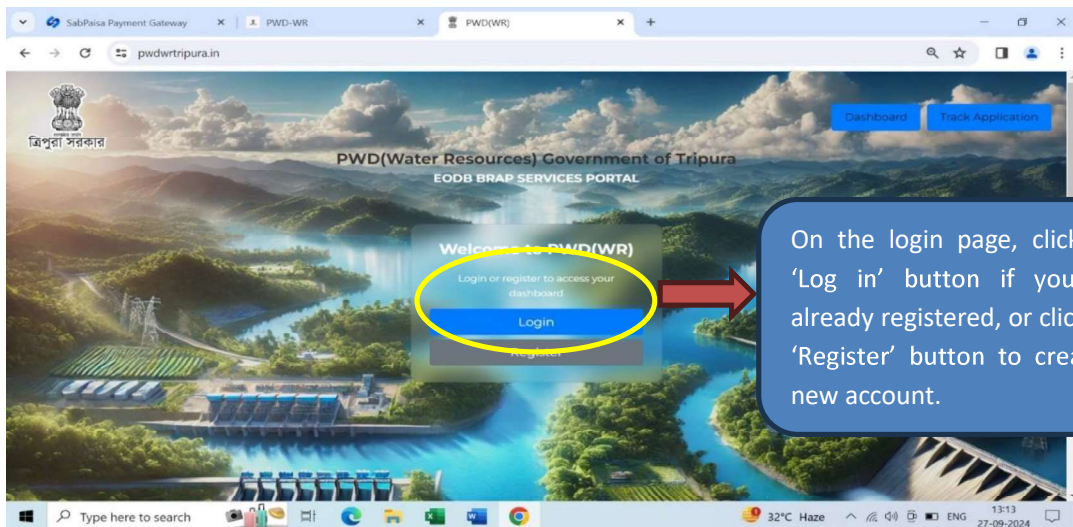 SabPaisa Payment Gateway
PWD-WR
PWD(WR)
pwdwrtripura.in
त्रिपुरा सरकार
Dashboard
Track Application
PWD(Water Resources) Government of Tripura
EODB BRAP SERVICES PORTAL
Welcome to PWD(WR)
Login or register to access your
dashboard
Login
Register
On the login page, click
‘Log in’ button if you
already registered, or clic
‘Register’ button to crea
new account.
Type here to search
32°C Haze
ENG
13:13
27-09-2024